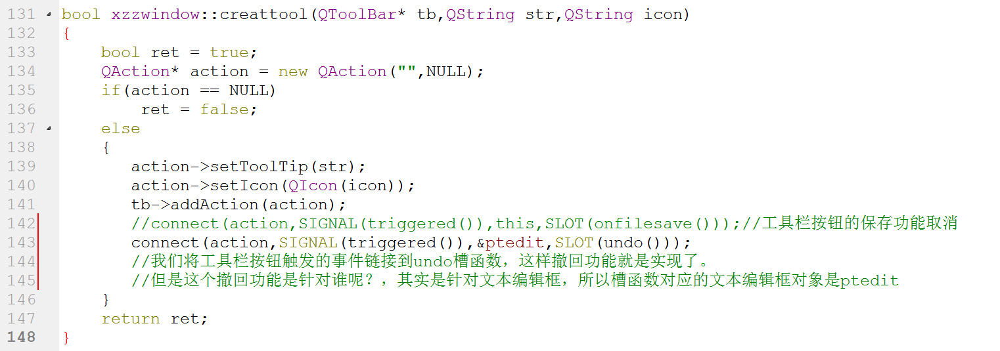 131 bool xzzwindow::creattool(QToolBar* tb,QString str,QString icon)
132 {
133     bool ret = true;
134     QAction* action = new QAction("",NULL);
135     if(action == NULL)
136         ret = false;
137     else
138     {
139        action->setToolTip(str);
140        action->setIcon(QIcon(icon));
141        tb->addAction(action);
142        //connect(action,SIGNAL(triggered()),this,SLOT(onfilesave()));//工具栏按钮的保存功能取消
143        connect(action,SIGNAL(triggered()),&ptedit,SLOT(undo()));
144        //我们将工具栏按钮触发的事件链接到undo槽函数，这样撤回功能就是实现了。
145        //但是这个撤回功能是针对谁呢？，其实是针对文本编辑框，所以槽函数对应的文本编辑框对象是ptedit
146     }
147     return ret;
148 }